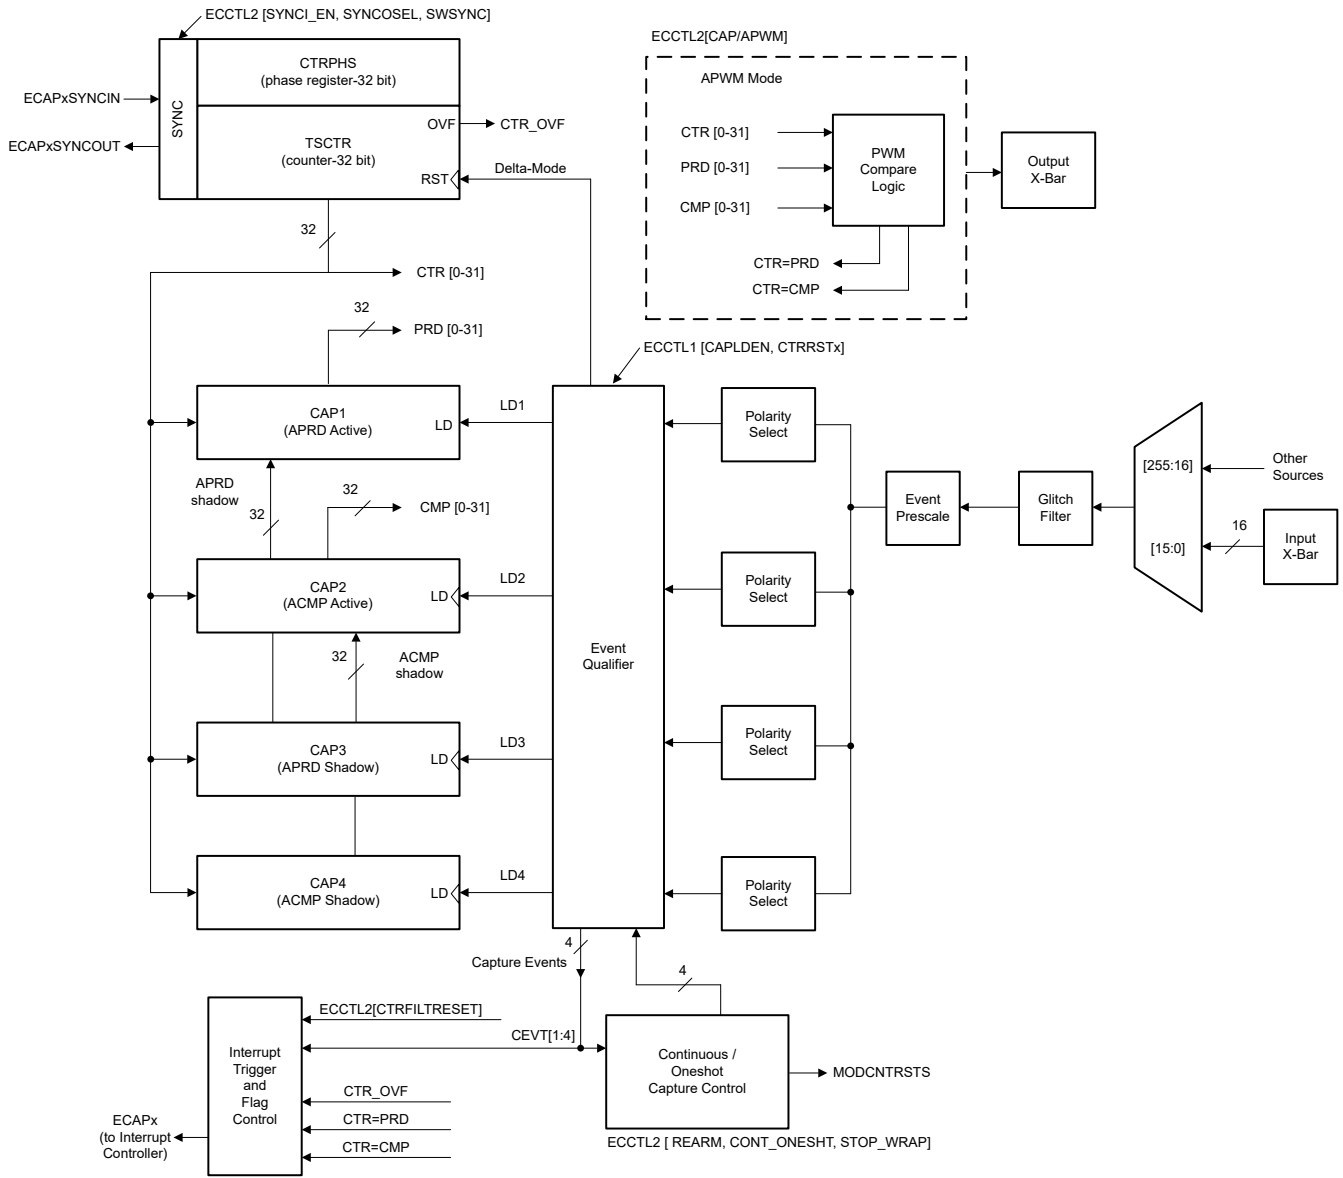 ECCTL2 [SYNCI_EN, SYNCOSEL, SWSYNC]
SYNC
CTRPHS
(phase register-32 bit)
ECAPxSYNCIN
ECAPxSYNCOUT
TSCTR
(counter-32 bit)
OVF
CTR_OVF
RST
Delta-Mode
32
CTR [0-31]
32
PRD [0-31]
ECCTL2[CAP/APWM]
APWM Mode
CTR [0-31]
PRD [0-31]
CMP [0-31]
PWM
Compare
Logic
CTR=PRD
CTR=CMP
Output
X-Bar
ECCTL1 [CAPLDEN, CTRRSTx]
CAP1
(APRD Active)
LD
LD1
APRD
shadow
32
32
CMP [0-31]
CAP2
(ACMP Active)
LD
LD2
32
ACMP
shadow
CAP3
(APRD Shadow)
LD
LD3
CAP4
(ACMP Shadow)
LD
LD4
Event
Qualifier
Polarity
Select
Polarity
Select
Polarity
Select
Polarity
Select
Event
Prescale
Glitch
Filter
[255:16]
[15:0]
Other
Sources
16
Input
X-Bar
4
Capture Events
4
ECCTL2[CTRFILTRESET]
CEVT[1:4]
Interrupt
Trigger
and
Flag
Control
CTR_OVF
CTR=PRD
CTR=CMP
ECAPx
(to Interrupt
Controller)
Continuous /
Oneshot
Capture Control
MODCNTRSTS
ECCTL2 [ REARM, CONT_ONESHT, STOP_WRAP]